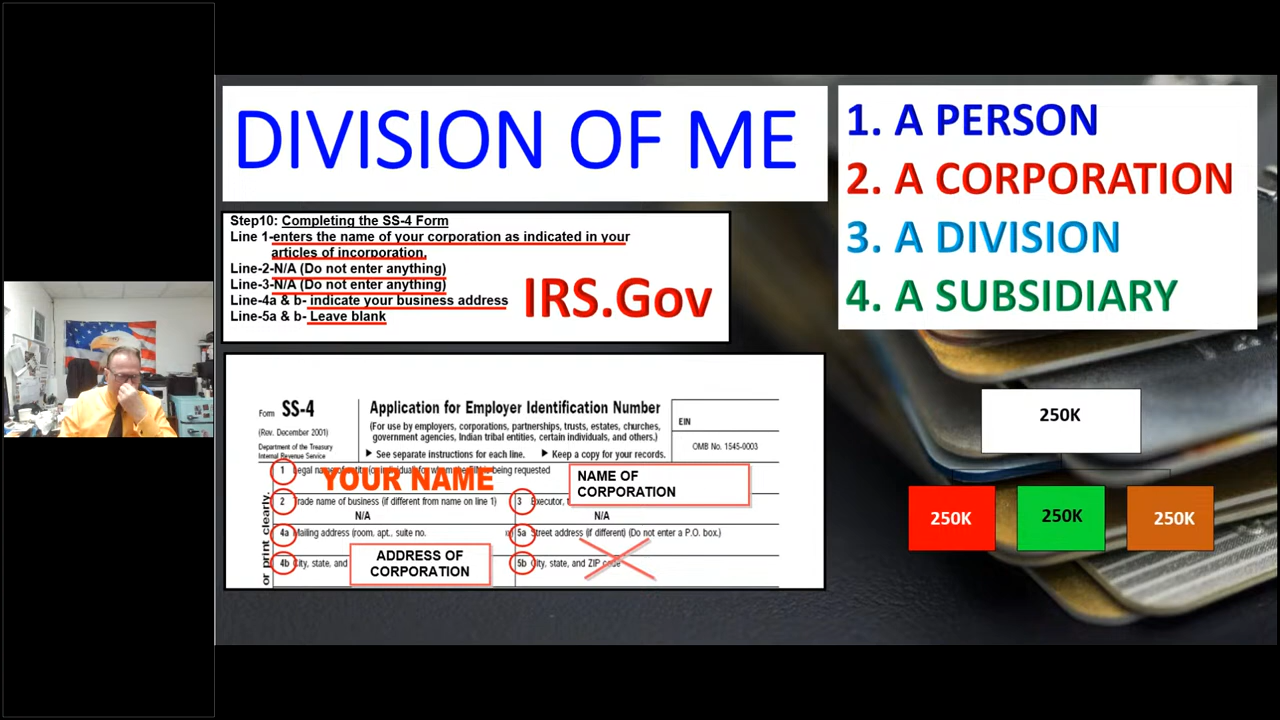 DIVISION OF ME
1. A PERSON
2. A CORPORATION
3. A DIVISION
4. A SUBSIDIARY
Step10: Completing the SS-4 Form
Line 1-enters the name of your corporation as indicated in your
articles of incorporation.
Line-2-N/A (Do not enter anything)
Line-3-N/A (Do not enter anything)
Line-4a & b- indicate your business address
Line-5a & b- Leave blank
IRS.Gov
Form SS-4
(Rev. December 2001)
Department of the Treasury
Internal Revenue Service
Application for Employer Identification Number
(For use by employers, corporations, partnerships, trusts, estates, churches,
government agencies, Indian tribal entities, certain individuals, and others.)
See separate instructions for each line.
Keep a copy for your records.
EIN
OMB No. 1545-0003
or print clearly.
1 Legal name of entity being requested
YOUR NAME
NAME OF
CORPORATION
2 Trade name of business (if different from name on line 1)
N/A
3 Executor,
N/A
4a Mailing address (room, apt., suite no.
5a Street address (if different) (Do not enter a P.O. box.)
4b City, state, and
ADDRESS OF
CORPORATION
5b City, state, and ZIP code
250K
250K
250K
250K